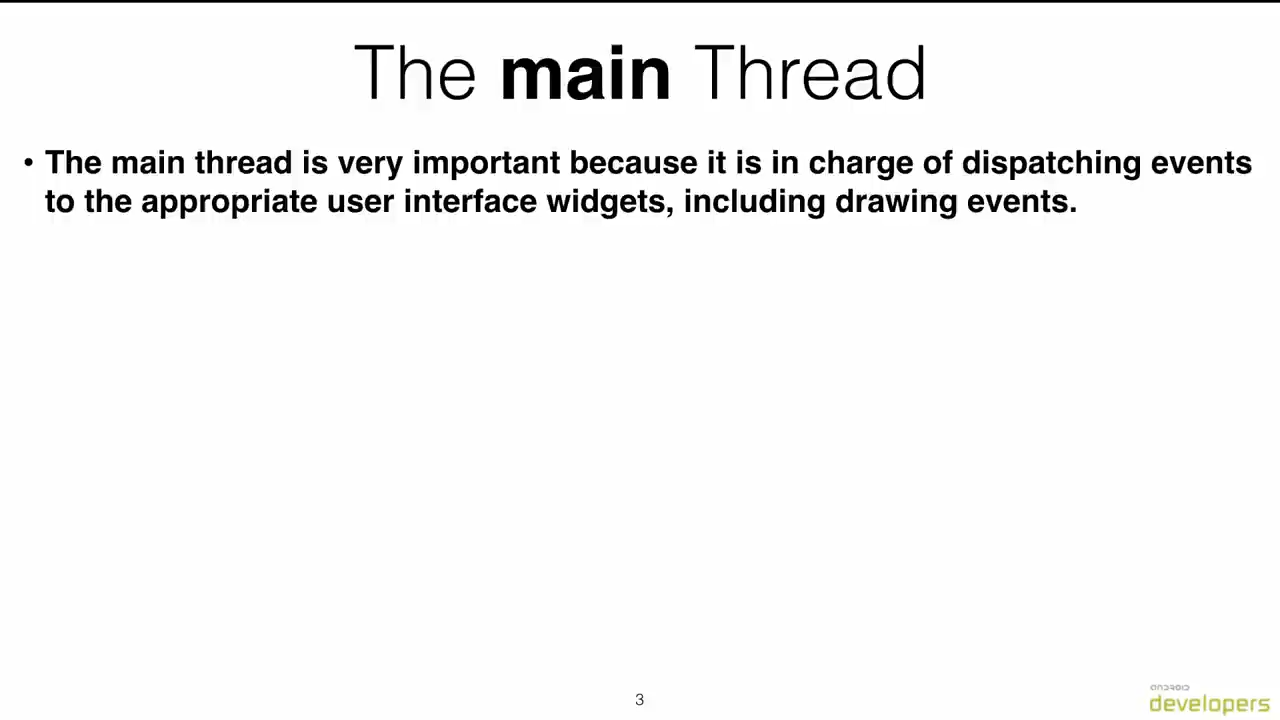 The main Thread
• The main thread is very important because it is in charge of dispatching events
to the appropriate user interface widgets, including drawing events.
3
ANDROID
developers